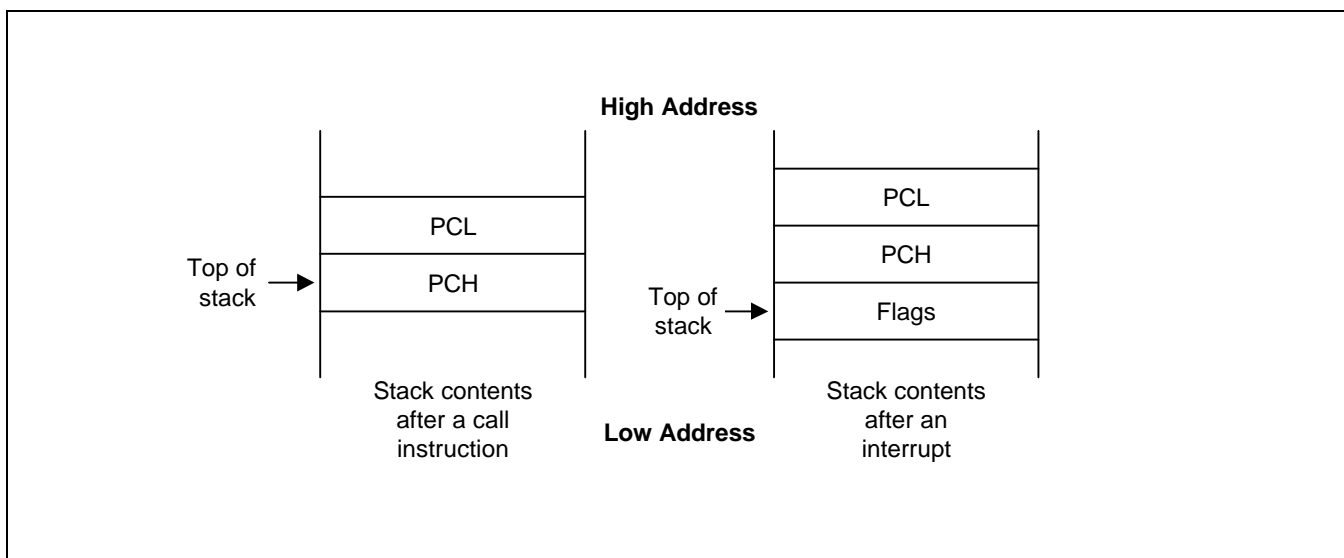 High Address
PCL
PCH
Top of
stack
Stack contents
after a call
instruction
PCL
PCH
Flags
Top of
stack
Stack contents
after an
interrupt
Low Address